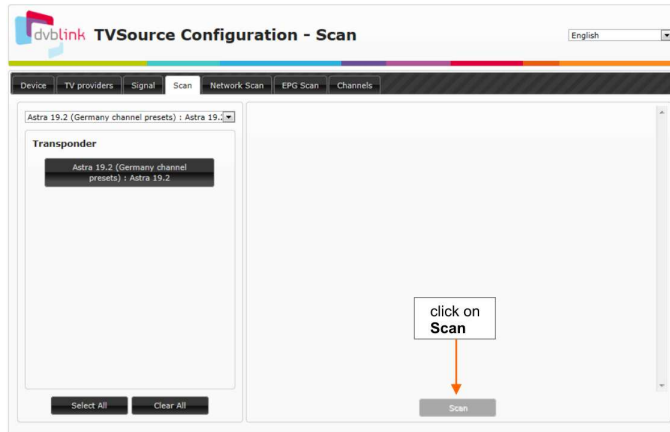 dvblink TVSource Configuration - Scan
English
Device TV providers Signal Scan Network Scan EPG Scan Channels
Astra 19.2 (Germany channel presets) : Astra 19.2
Transponder
Astra 19.2 (Germany channel
presets) : Astra 19.2
click on
Scan
Select All Clear All
Scan